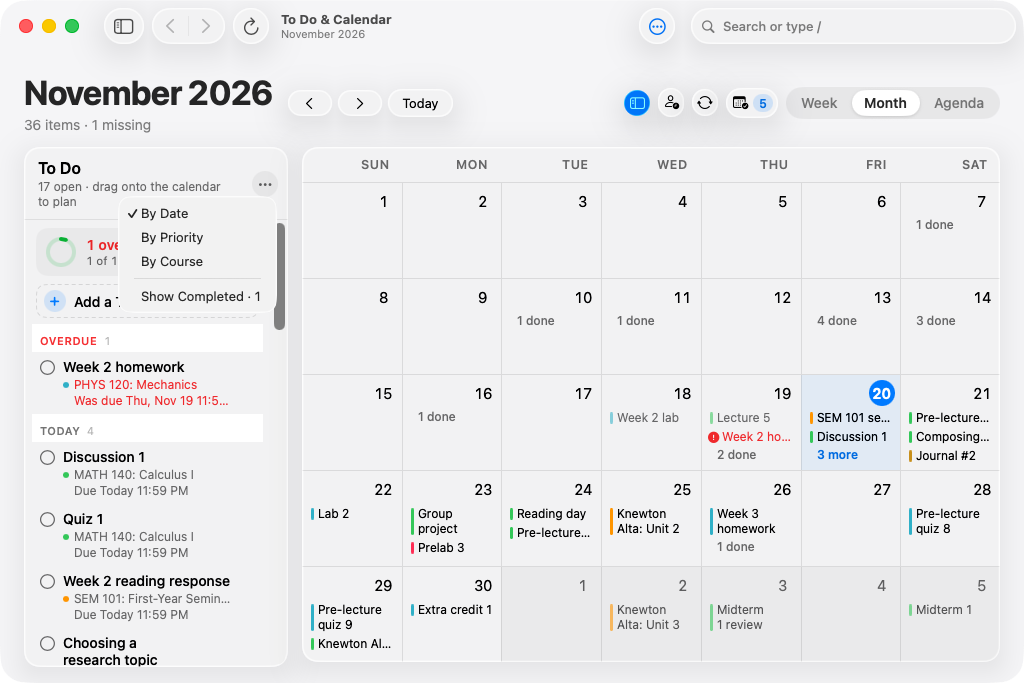 To Do & Calendar
November 2026
Search or type /
November 2026
36 items · 1 missing
Today
5
Week
Month
Agenda
To Do
17 open · drag onto the calendar
to plan
✓ By Date
By Priority
By Course
Show Completed · 1
1 ove
1 of 1
Add a T
OVERDUE 1
Week 2 homework
PHYS 120: Mechanics
Was due Thu, Nov 19 11:5...
TODAY 4
Discussion 1
MATH 140: Calculus I
Due Today 11:59 PM
Quiz 1
MATH 140: Calculus I
Due Today 11:59 PM
Week 2 reading response
SEM 101: First-Year Semin...
Due Today 11:59 PM
Choosing a
research topic
SUN MON TUE WED THU FRI SAT
1 2 3 4 5 6 7
1 done
8 9 10 11 12 13 14
1 done
1 done
4 done
3 done
15 16 17 18 19 20 21
1 done
Week 2 lab
Lecture 5
Week 2 ho...
2 done
SEM 101 se...
Discussion 1
3 more
Pre-lecture...
Composing...
Journal #2
22 23 24 25 26 27 28
Lab 2
Group
project
Prelab 3
Reading day
Pre-lecture...
Knewton
Alta: Unit 2
Week 3
homework
1 done
Pre-lecture
quiz 8
29 30 1 2 3 4 5
Pre-lecture
quiz 9
Knewton Al...
Extra credit 1
Knewton
Alta: Unit 3
Midterm
1 review
Midterm 1